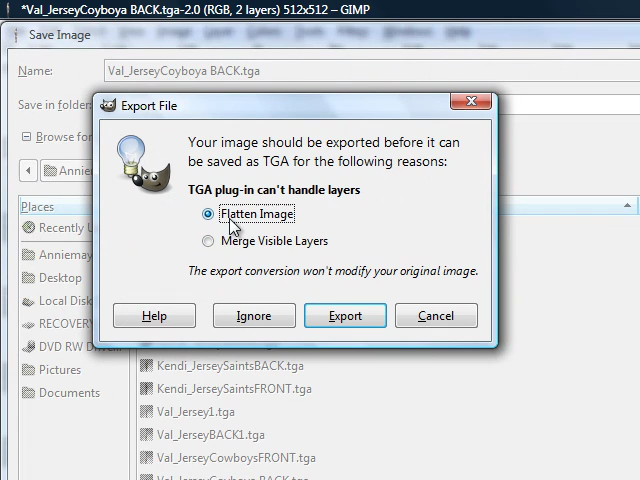 *Val_JerseyCoyboya BACK.tga-2.0 (RGB, 2 layers) 512x512 – GIMP
Save Image
Name:
Val_JerseyCoyboya BACK.tga
Save in folder:
Export File
Browse for
Your image should be exported before it can
be saved as TGA for the following reasons:
TGA plug-in can't handle layers
Flatten Image
Merge Visible Layers
The export conversion won't modify your original image.
Help
Ignore
Export
Cancel
Places
Recently U
Anniemay
Desktop
Local Disk
RECOVERY
DVD RW Drive
Pictures
Documents
Kendi_JerseySaintsBACK.tga
Kendi_JerseySaintsFRONT.tga
Val_Jersey1.tga
Val_JerseyBACK1.tga
Val_JerseyCowboysFRONT.tga